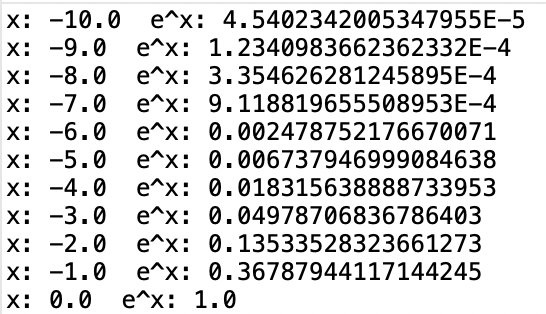 x: -10.0  e^x: 4.5402342005347955E-5
x: -9.0  e^x: 1.2340983662362332E-4
x: -8.0  e^x: 3.354626281245895E-4
x: -7.0  e^x: 9.118819655508953E-4
x: -6.0  e^x: 0.002478752176670071
x: -5.0  e^x: 0.006737946999084638
x: -4.0  e^x: 0.018315638888733953
x: -3.0  e^x: 0.04978706836786403
x: -2.0  e^x: 0.13533528323661273
x: -1.0  e^x: 0.36787944117144245
x: 0.0  e^x: 1.0